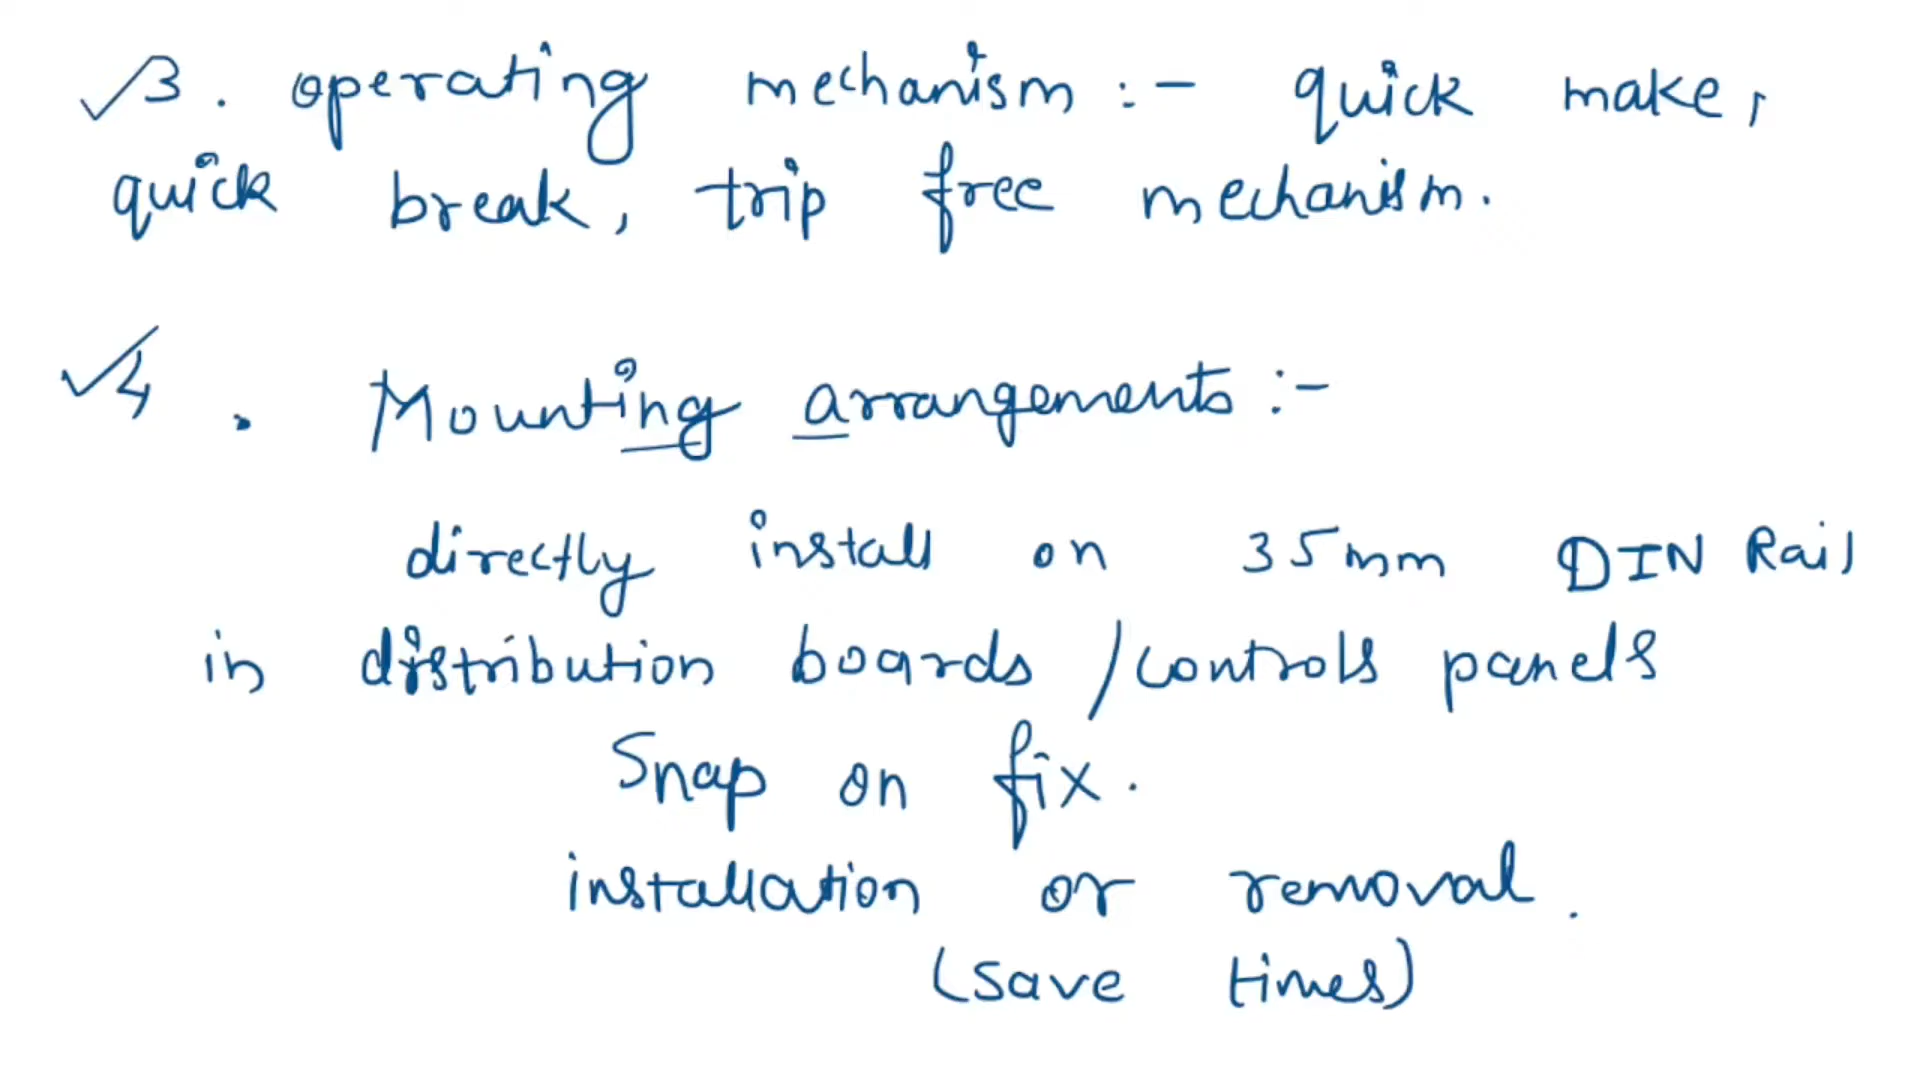 ✓3. operating mechanism :- quick make,
quick break, trip free mechanism.
✓4. Mounting arrangements :-
directly install on 35mm DIN Rail
in distribution boards / controls panels
Snap on fix.
installation or removal.
(save times)